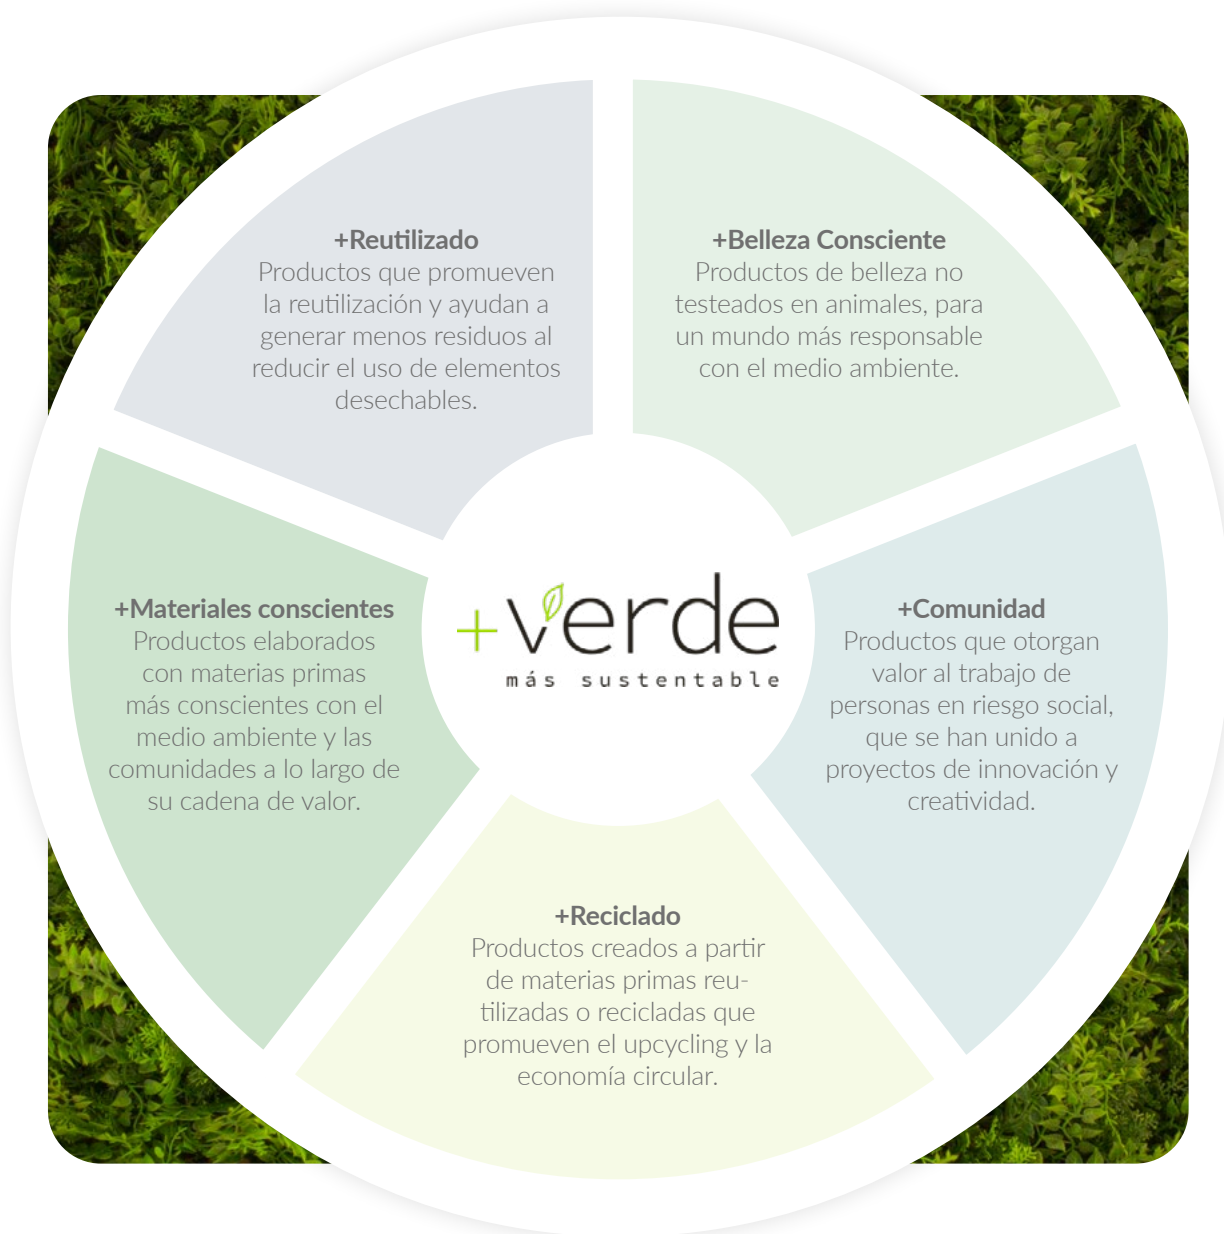 +Reutilizado
Productos que promueven
la reutilización y ayudan a
generar menos residuos al
reducir el uso de elementos
desechables.
+Belleza Consciente
Productos de belleza no
testeados en animales, para
un mundo más responsable
con el medio ambiente.
+Materiales conscientes
Productos elaborados
con materias primas
más conscientes con el
medio ambiente y las
comunidades a lo largo de
su cadena de valor.
+verde
más sustentable
+Comunidad
Productos que otorgan
valor al trabajo de
personas en riesgo social,
que se han unido a
proyectos de innovación y
creatividad.
+Reciclado
Productos creados a partir
de materias primas reu-
tilizadas o recicladas que
promueven el upcycling y la
economía circular.